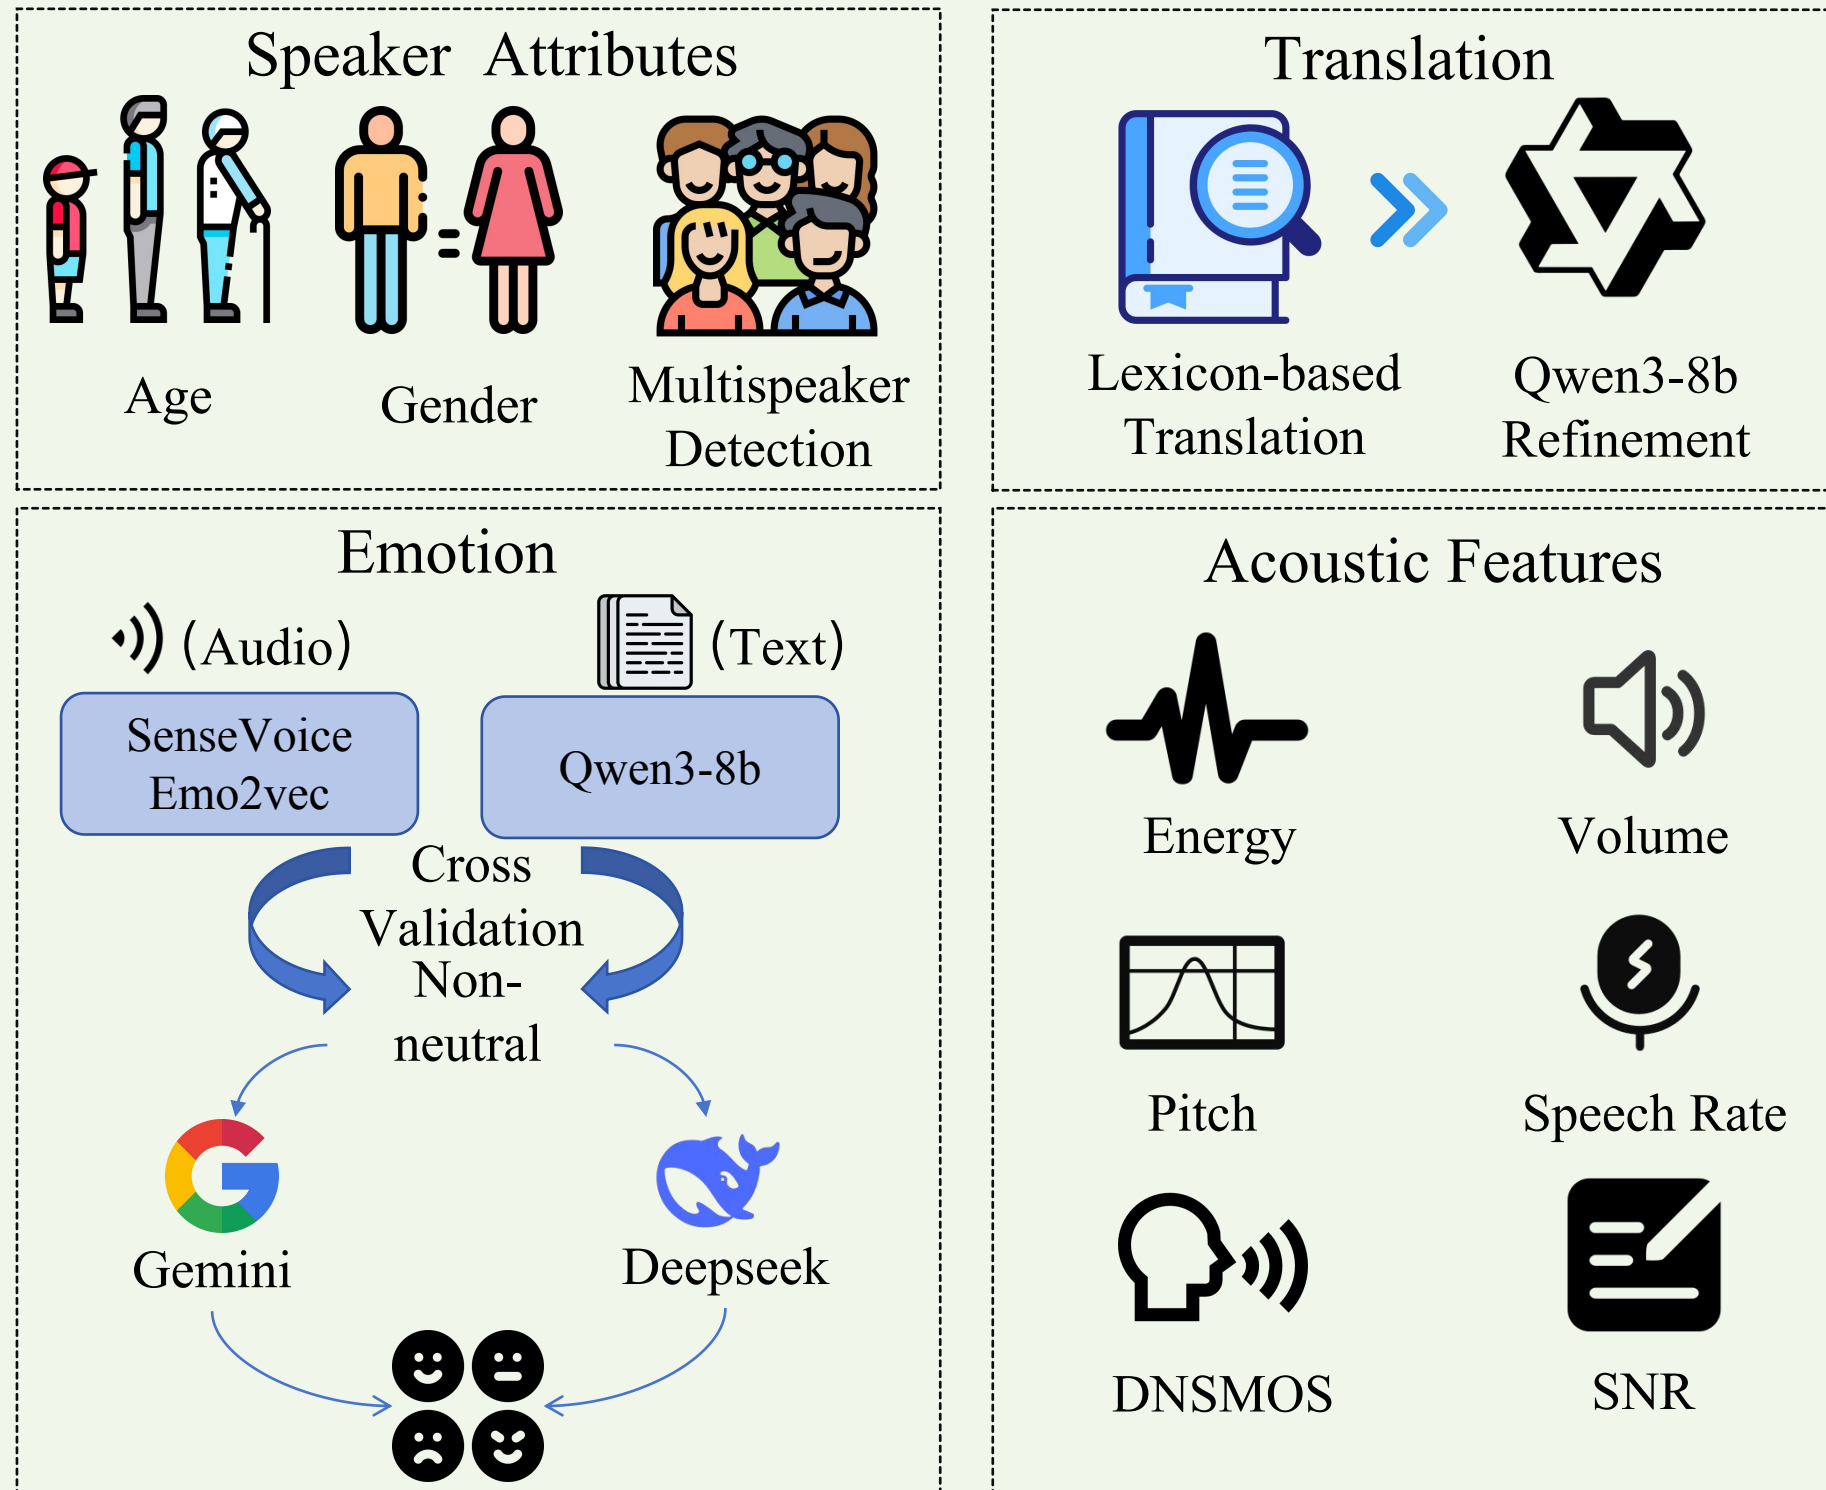 Speaker Attributes
Age
Gender
Multispeaker
Detection
Translation
Lexicon-based
Translation
Qwen3-8b
Refinement
Emotion
(Audio)
(Text)
SenseVoice
Emo2vec
Qwen3-8b
Cross
Validation
Non-
neutral
Gemini
Deepseek
Acoustic Features
Energy
Volume
Pitch
Speech Rate
DNSMOS
SNR